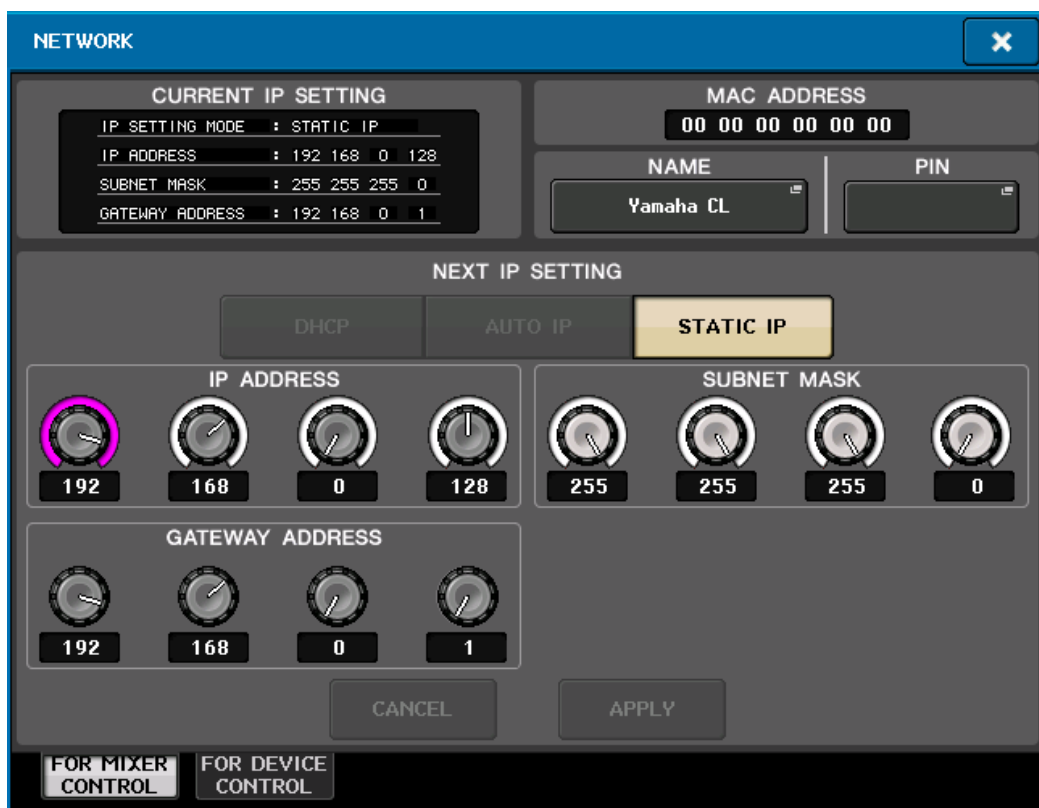 NETWORK
CURRENT IP SETTING
IP SETTING MODE : STATIC IP
IP ADDRESS : 192 168 0 128
SUBNET MASK : 255 255 255 0
GATEWAY ADDRESS : 192 168 0 1
MAC ADDRESS
00 00 00 00 00 00
NAME
Yamaha CL
PIN
NEXT IP SETTING
DHCP
AUTO IP
STATIC IP
IP ADDRESS
192 168 0 128
SUBNET MASK
255 255 255 0
GATEWAY ADDRESS
192 168 0 1
CANCEL
APPLY
FOR MIXER
CONTROL
FOR DEVICE
CONTROL